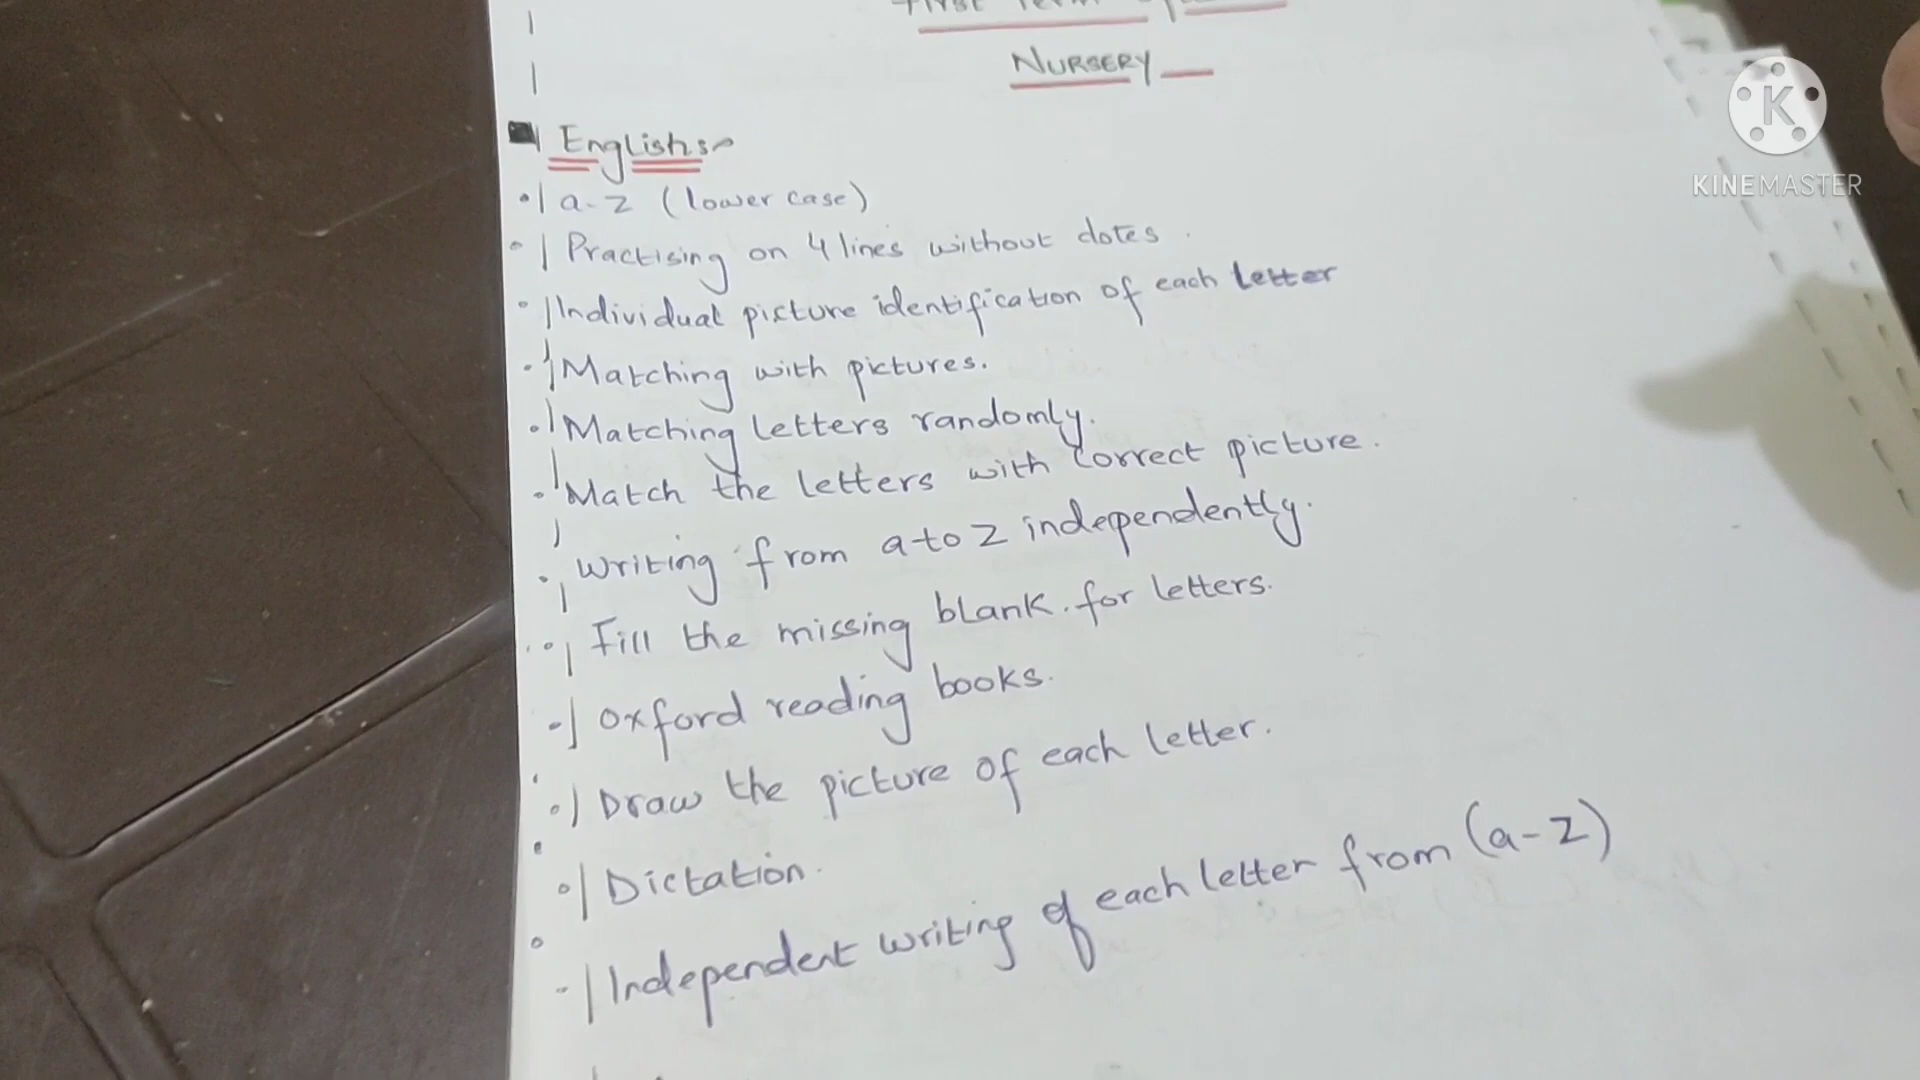 First Term
NURSERY
English:-
a-z (lower case)
Practising on 4 lines without dotes.
Individual picture identification of each letter
Matching with pictures.
Matching letters randomly.
Match the letters with correct picture.
Writing from a to z independently.
Fill the missing blank. for letters.
Oxford reading books.
Draw the picture of each letter.
Dictation.
Independent writing of each letter from (a-z)
K
KINEMASTER